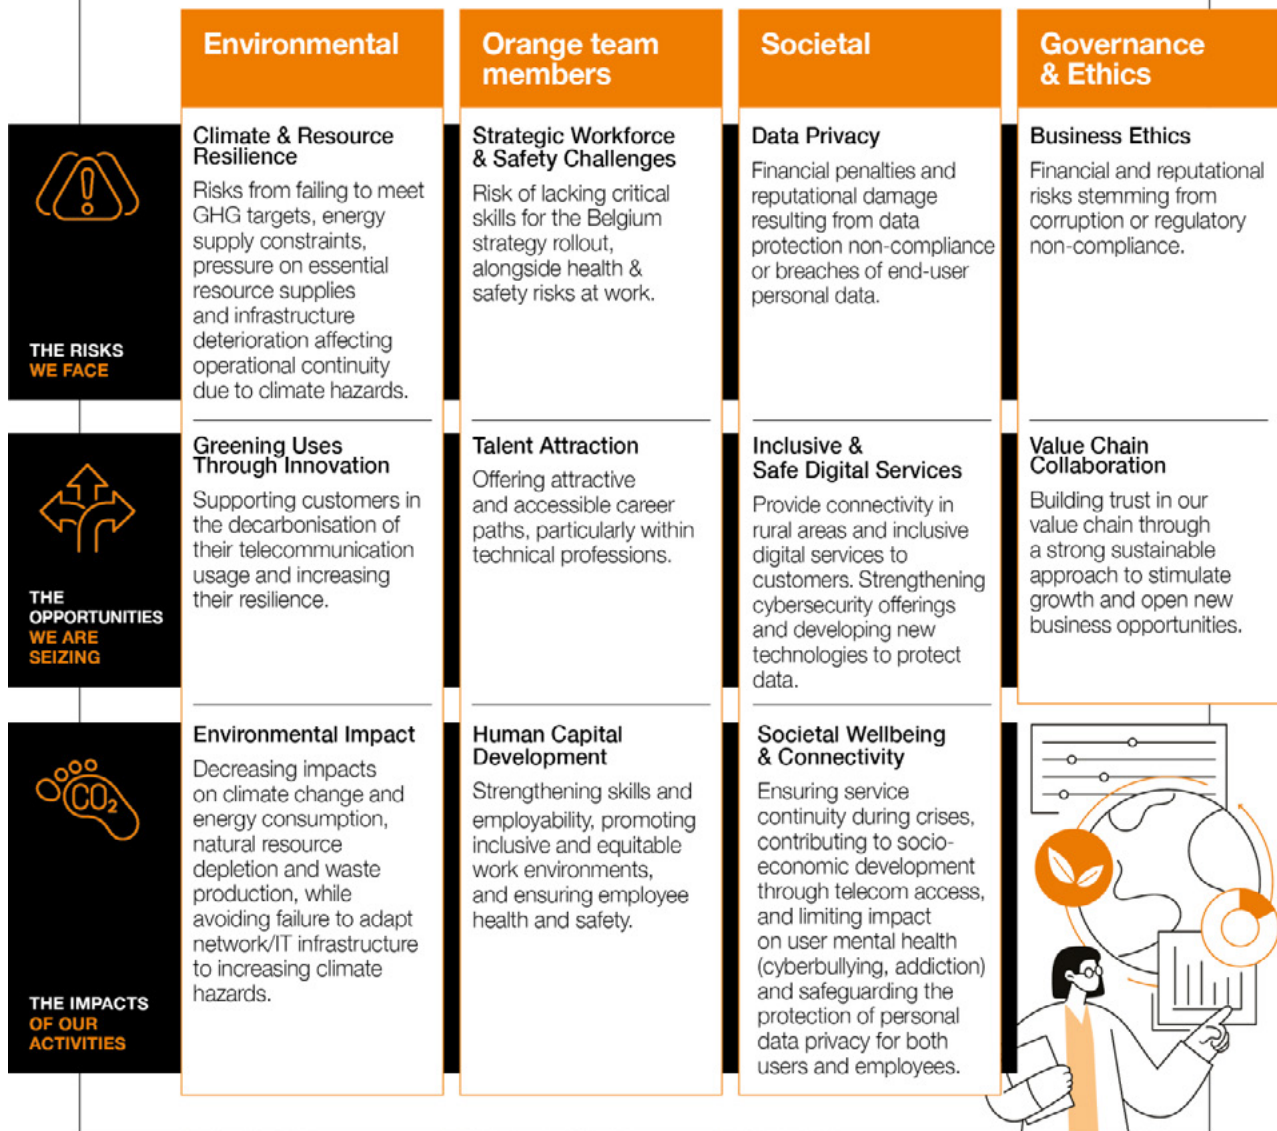 Environmental
Orange team
members
Societal
Governance
& Ethics
THE RISKS
WE FACE
Climate & Resource
Resilience
Risks from failing to meet
GHG targets, energy
supply constraints,
pressure on essential
resource supplies
and infrastructure
deterioration affecting
operational continuity
due to climate hazards.
Strategic Workforce
& Safety Challenges
Risk of lacking critical
skills for the Belgium
strategy rollout,
alongside health &
safety risks at work.
Data Privacy
Financial penalties and
reputational damage
resulting from data
protection non-compliance
or breaches of end-user
personal data.
Business Ethics
Financial and reputational
risks stemming from
corruption or regulatory
non-compliance.
THE
OPPORTUNITIES
WE ARE
SEIZING
Greening Uses
Through Innovation
Supporting customers in
the decarbonisation of
their telecommunication
usage and increasing
their resilience.
Talent Attraction
Offering attractive
and accessible career
paths, particularly within
technical professions.
Inclusive &
Safe Digital Services
Provide connectivity in
rural areas and inclusive
digital services to
customers. Strengthening
cybersecurity offerings
and developing new
technologies to protect
data.
Value Chain
Collaboration
Building trust in our
value chain through
a strong sustainable
approach to stimulate
growth and open new
business opportunities.
CO₂
THE IMPACTS
OF OUR
ACTIVITIES
Environmental Impact
Decreasing impacts
on climate change and
energy consumption,
natural resource
depletion and waste
production, while
avoiding failure to adapt
network/IT infrastructure
to increasing climate
hazards.
Human Capital
Development
Strengthening skills and
employability, promoting
inclusive and equitable
work environments,
and ensuring employee
health and safety.
Societal Wellbeing
& Connectivity
Ensuring service
continuity during crises,
contributing to socio-
economic development
through telecom access,
and limiting impact
on user mental health
(cyberbullying, addiction)
and safeguarding the
protection of personal
data privacy for both
users and employees.